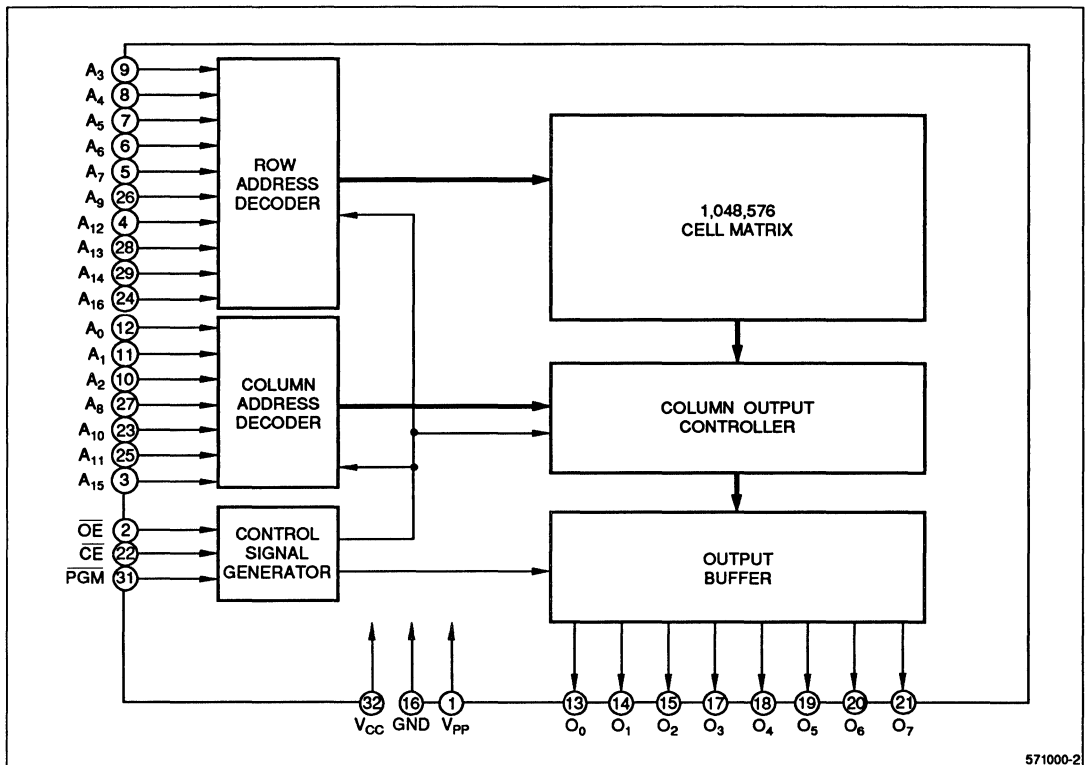 A3 9
A4 8
A5 7
A6 6
A7 5
A9 26
A12 4
A13 28
A14 29
A16 24
ROW
ADDRESS
DECODER
1,048,576
CELL MATRIX
A0 12
A1 11
A2 10
A8 27
A10 23
A11 25
A15 3
COLUMN
ADDRESS
DECODER
COLUMN OUTPUT
CONTROLLER
OE 2
CE 22
PGM 31
CONTROL
SIGNAL
GENERATOR
OUTPUT
BUFFER
32 16 1 13 14 15 17 18 19 20 21
VCC GND VPP O0 O1 O2 O3 O4 O5 O6 O7
571000-2